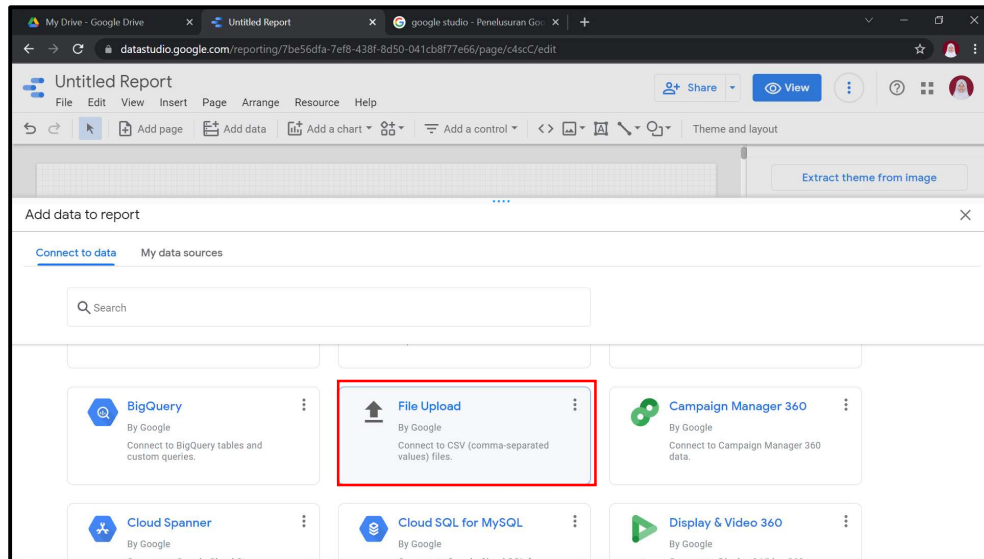 My Drive - Google Drive
Untitled Report
google studio - Penelusuran Goo
datastudio.google.com/reporting/7be56dfa-7ef8-438f-8d50-041cb8f77e66/page/c4scC/edit
Untitled Report
Share
View
File Edit View Insert Page Arrange Resource Help
Add page Add data Add a chart Add a control Theme and layout
Extract theme from image
Add data to report
Connect to data My data sources
Search
BigQuery
By Google
Connect to BigQuery tables and
custom queries.
File Upload
By Google
Connect to CSV (comma-separated
values) files.
Campaign Manager 360
By Google
Connect to Campaign Manager 360
data.
Cloud Spanner
By Google
Cloud SQL for MySQL
By Google
Display & Video 360
By Google